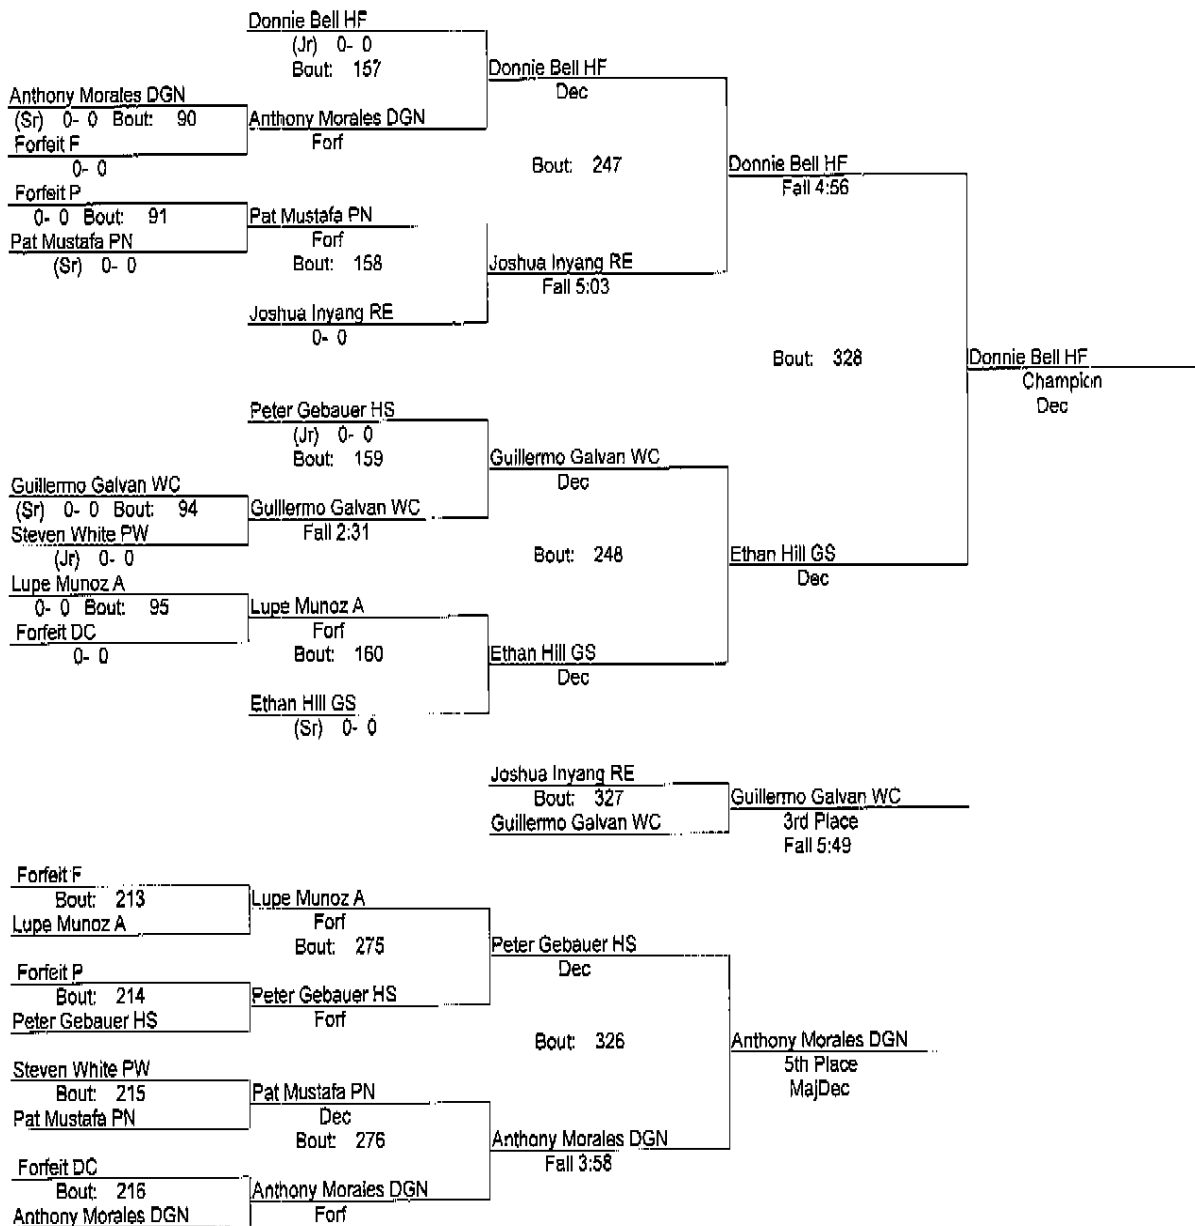 Donnie Bell HF
(Jr) 0- 0
Bout: 157
Donnie Bell HF
Dec
Anthony Morales DGN
(Sr) 0- 0 Bout: 90
Anthony Morales DGN
Forfeit F
Forf
0- 0
Bout: 247
Donnie Bell HF
Fall 4:56
Forfeit P
0- 0 Bout: 91
Pat Mustafa PN
Pat Mustafa PN
Forf
(Sr) 0- 0
Bout: 158
Joshua Inyang RE
Fall 5:03
Joshua Inyang RE
0- 0
Bout: 328
Donnie Bell HF
Champion
Dec
Peter Gebauer HS
(Jr) 0- 0
Bout: 159
Guillermo Galvan WC
Dec
Guillermo Galvan WC
(Sr) 0- 0 Bout: 94
Guillermo Galvan WC
Steven White PW
Fall 2:31
(Jr) 0- 0
Bout: 248
Ethan Hill GS
Dec
Lupe Munoz A
0- 0 Bout: 95
Lupe Munoz A
Forfeit DC
Forf
0- 0
Bout: 160
Ethan Hill GS
Dec
Ethan Hill GS
(Sr) 0- 0
Joshua Inyang RE
Bout: 327
Guillermo Galvan WC
Guillermo Galvan WC
3rd Place
Fall 5:49
Forfeit F
Bout: 213
Lupe Munoz A
Lupe Munoz A
Forf
Bout: 275
Peter Gebauer HS
Dec
Forfeit P
Bout: 214
Peter Gebauer HS
Peter Gebauer HS
Forf
Bout: 326
Anthony Morales DGN
5th Place
MajDec
Steven White PW
Bout: 215
Pat Mustafa PN
Pat Mustafa PN
Dec
Bout: 276
Anthony Morales DGN
Fall 3:58
Forfeit DC
Bout: 216
Anthony Morales DGN
Anthony Morales DGN
Forf